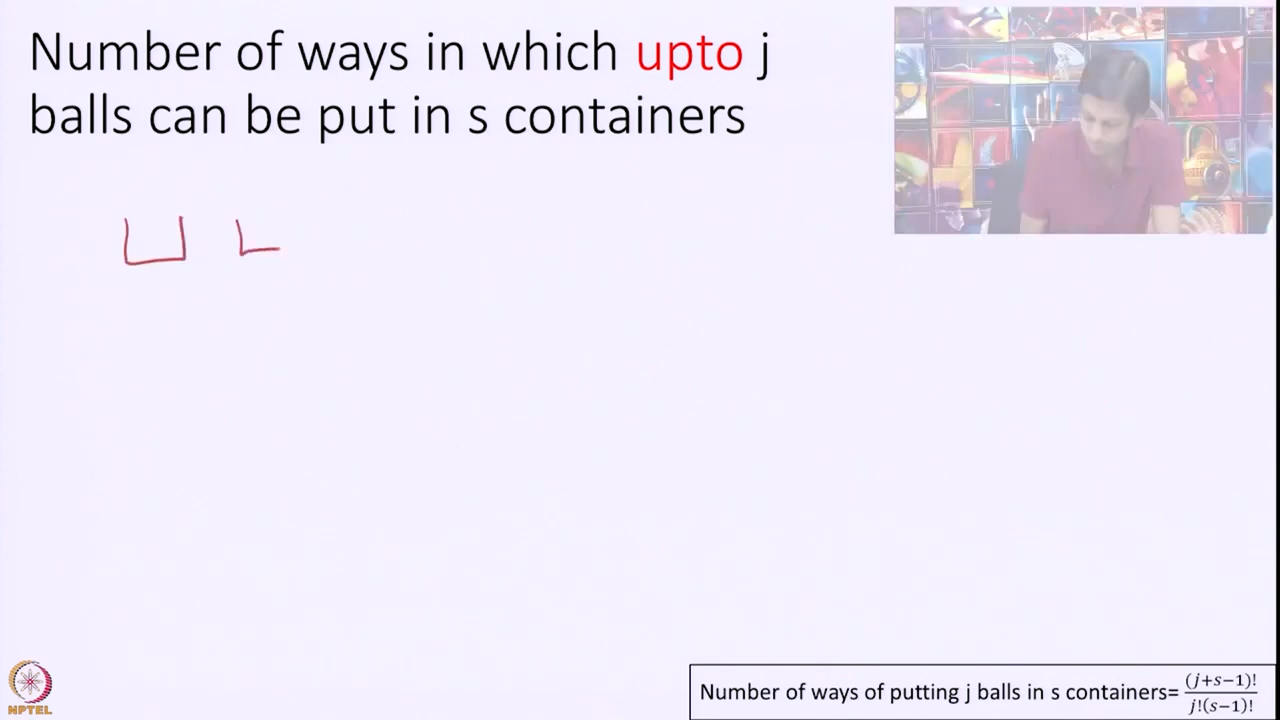 Number of ways in which upto j
balls can be put in s containers
Number of ways of putting j balls in s containers= (j+s−1)! / j!(s−1)!
NPTEL